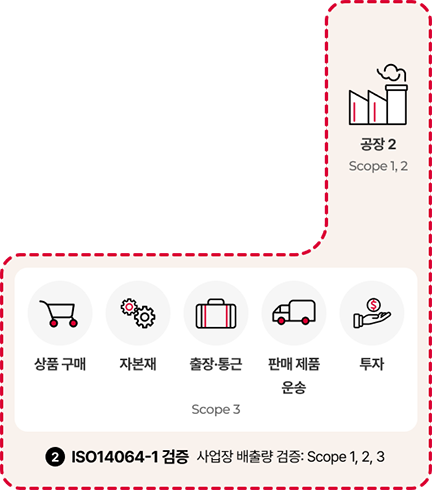 공장 2
Scope 1, 2
상품 구매
자본재
출장·통근
판매 제품
운송
투자
Scope 3
2 ISO14064-1 검증 사업장 배출량 검증: Scope 1, 2, 3